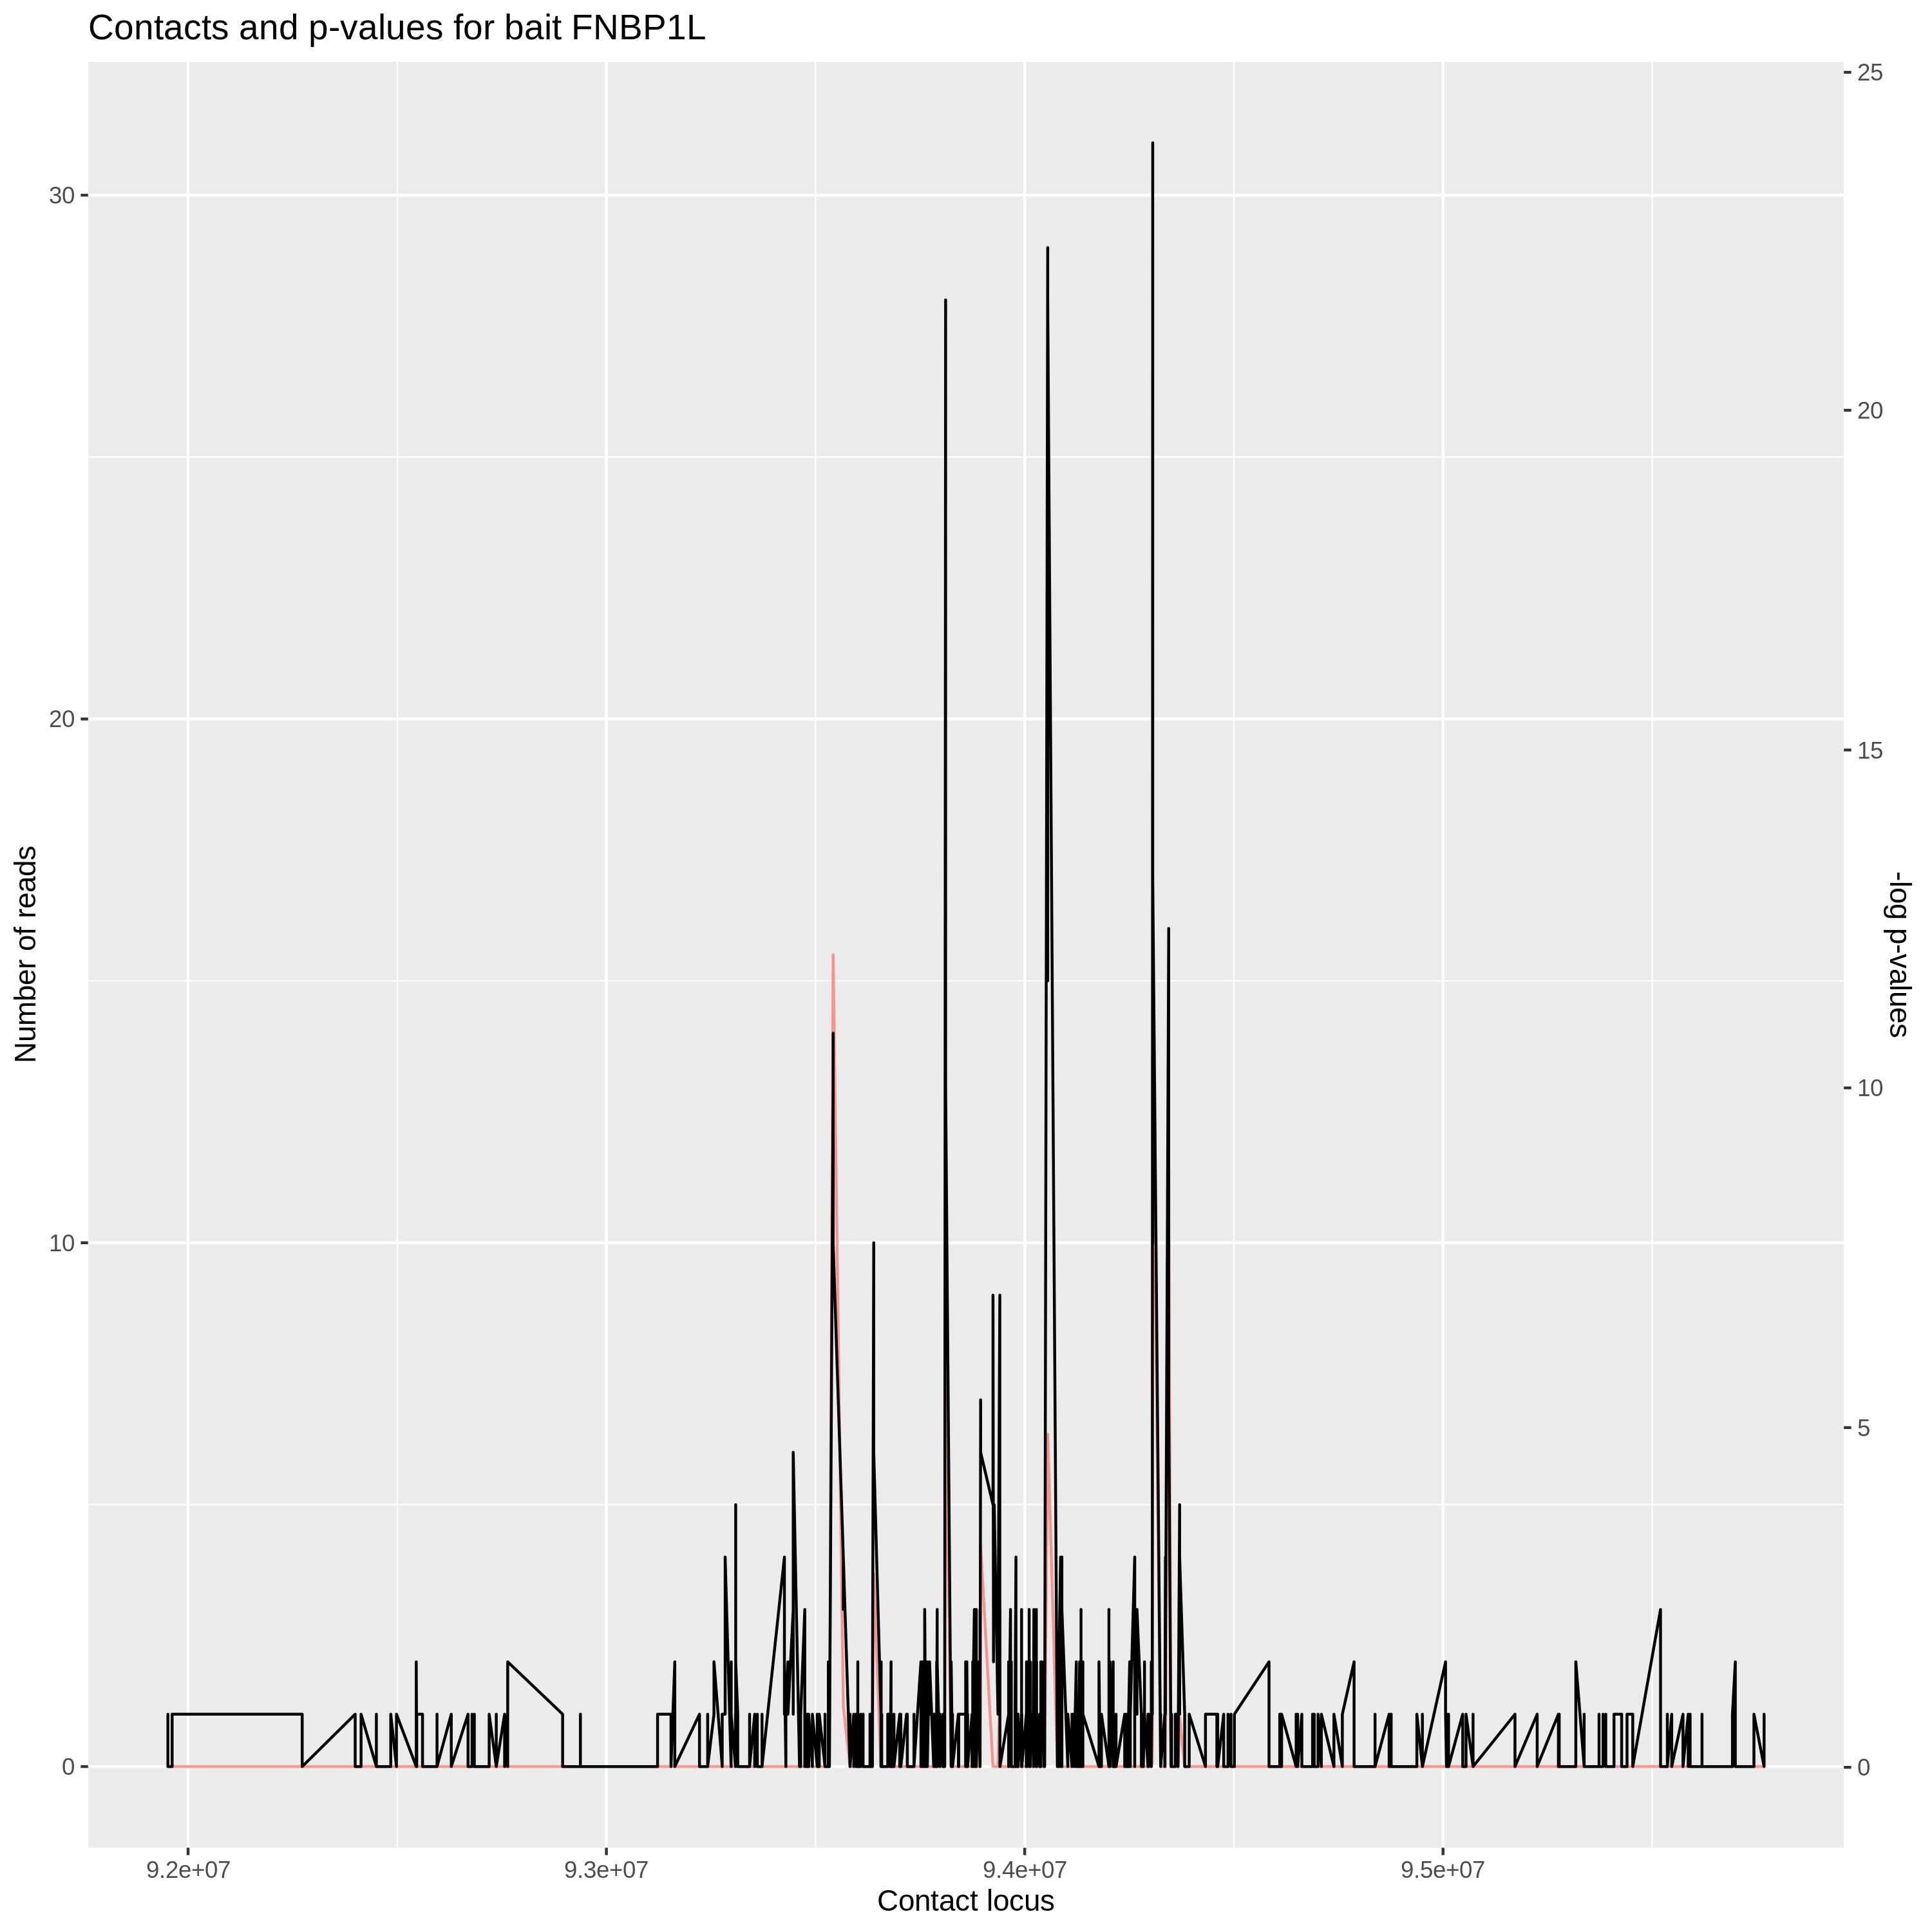 Contacts and p-values for bait FNBP1L
30
20
10
0
Number of reads
25
20
15
10
5
0
-log p-values
9.2e+07
9.3e+07
9.4e+07
9.5e+07
Contact locus